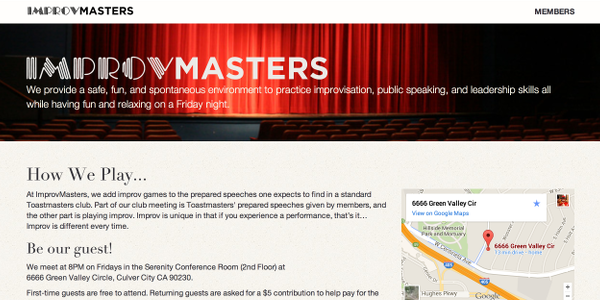 IMPROVMASTERS
MEMBERS
IMPROVMASTERS
We provide a safe, fun, and spontaneous environment to practice improvisation, public speaking, and leadership skills all
while having fun and relaxing on a Friday night.
How We Play...
At ImprovMasters, we add improv games to the prepared speeches one expects to find in a standard
Toastmasters club. Part of our club meeting is Toastmasters' prepared speeches given by members, and
the other part is playing improv. Improv is unique in that if you experience a performance, that's it...
Improv is different every time.
Be our guest!
We meet at 8PM on Fridays in the Serenity Conference Room (2nd Floor) at
6666 Green Valley Circle, Culver City CA 90230.
First-time guests are free to attend. Returning guests are asked for a $5 contribution to help pay for the
6666 Green Valley Cir
View on Google Maps
Hillside Memorial
Park and Mortuary
6666 Green Valley Cir
13 min drive - home
Hughes Pkwy
Google